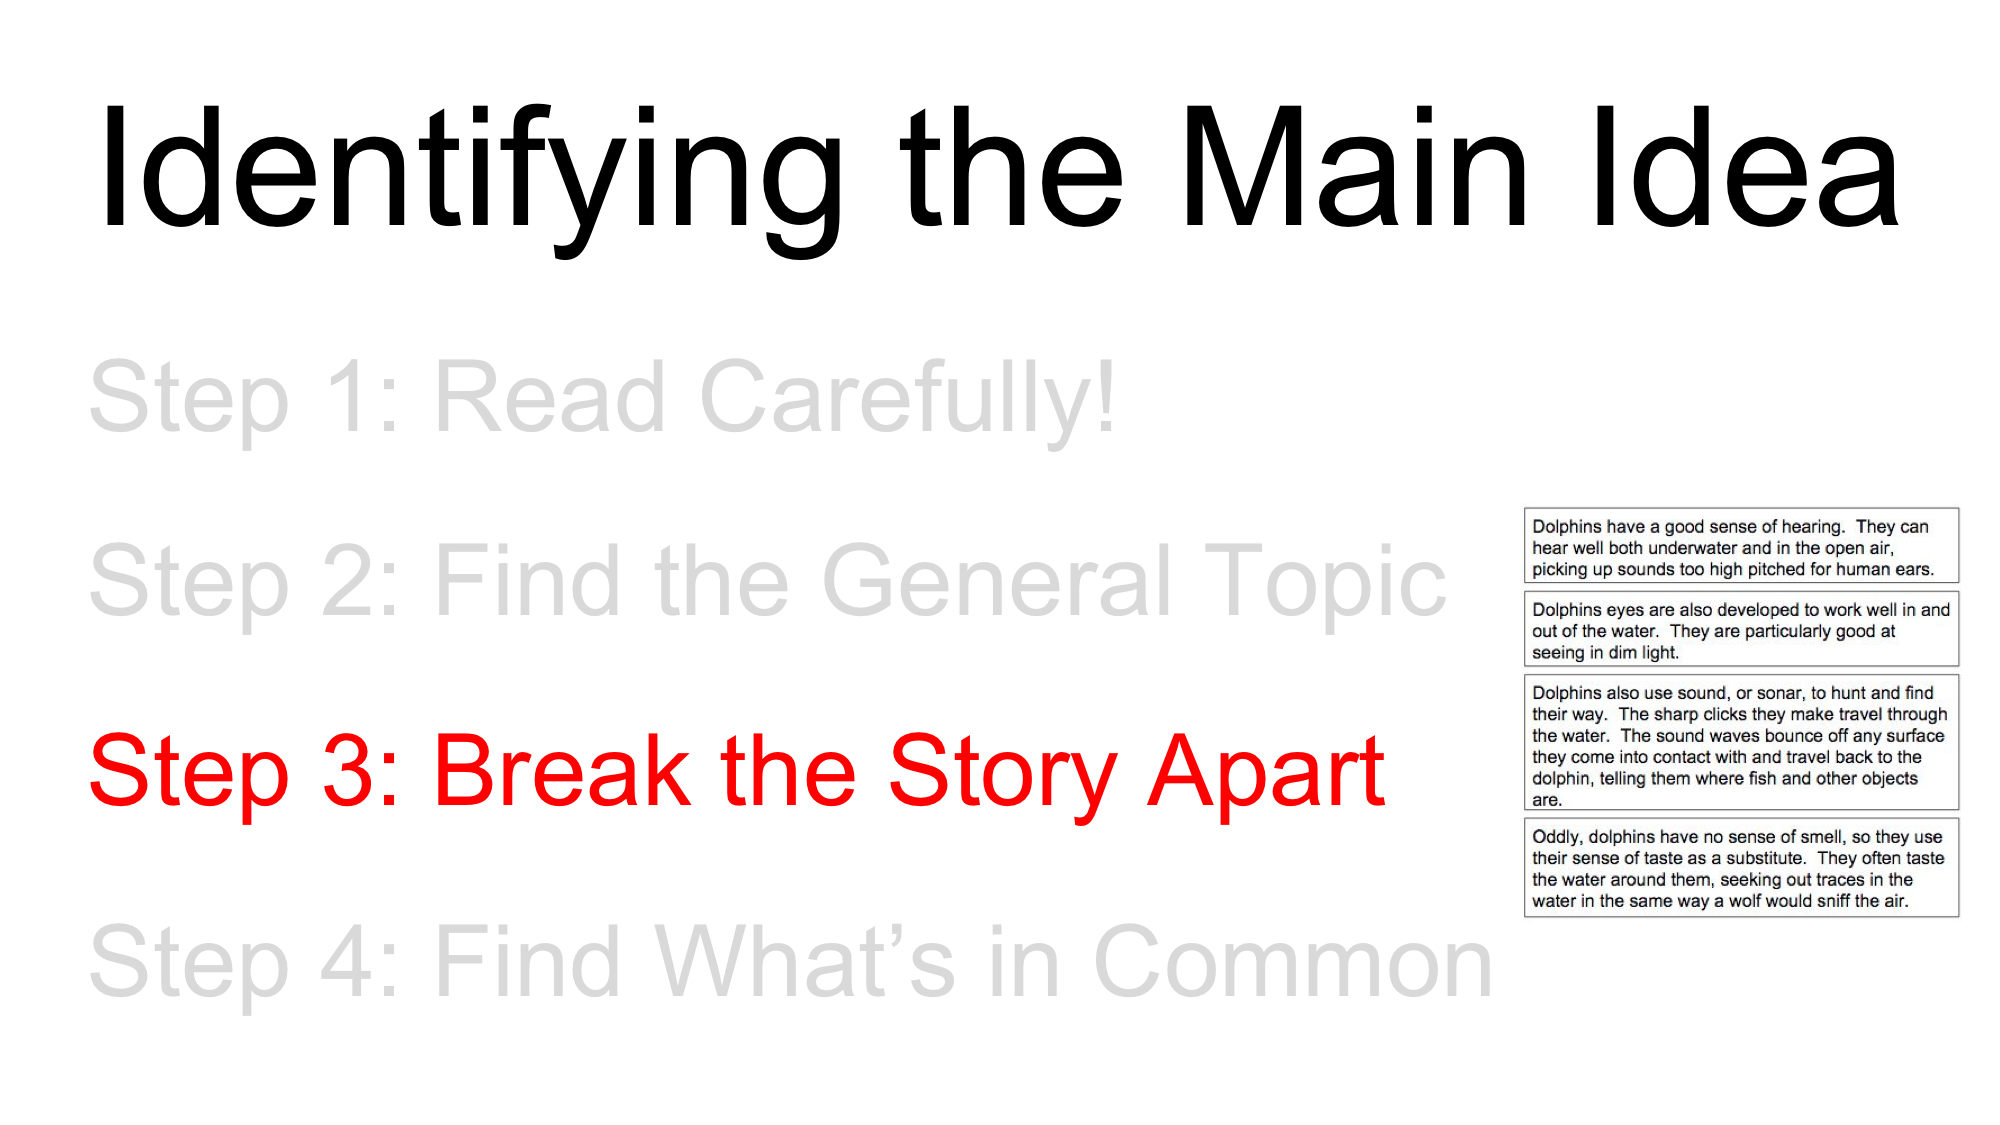 Identifying the Main Idea
Step 1: Read Carefully!
Step 2: Find the General Topic
Step 3: Break the Story Apart
Step 4: Find What’s in Common
Dolphins have a good sense of hearing.  They can
hear well both underwater and in the open air,
picking up sounds too high pitched for human ears.
Dolphins eyes are also developed to work well in and
out of the water.  They are particularly good at
seeing in dim light.
Dolphins also use sound, or sonar, to hunt and find
their way.  The sharp clicks they make travel through
the water.  The sound waves bounce off any surface
they come into contact with and travel back to the
dolphin, telling them where fish and other objects
are.
Oddly, dolphins have no sense of smell, so they use
their sense of taste as a substitute.  They often taste
the water around them, seeking out traces in the
water in the same way a wolf would sniff the air.